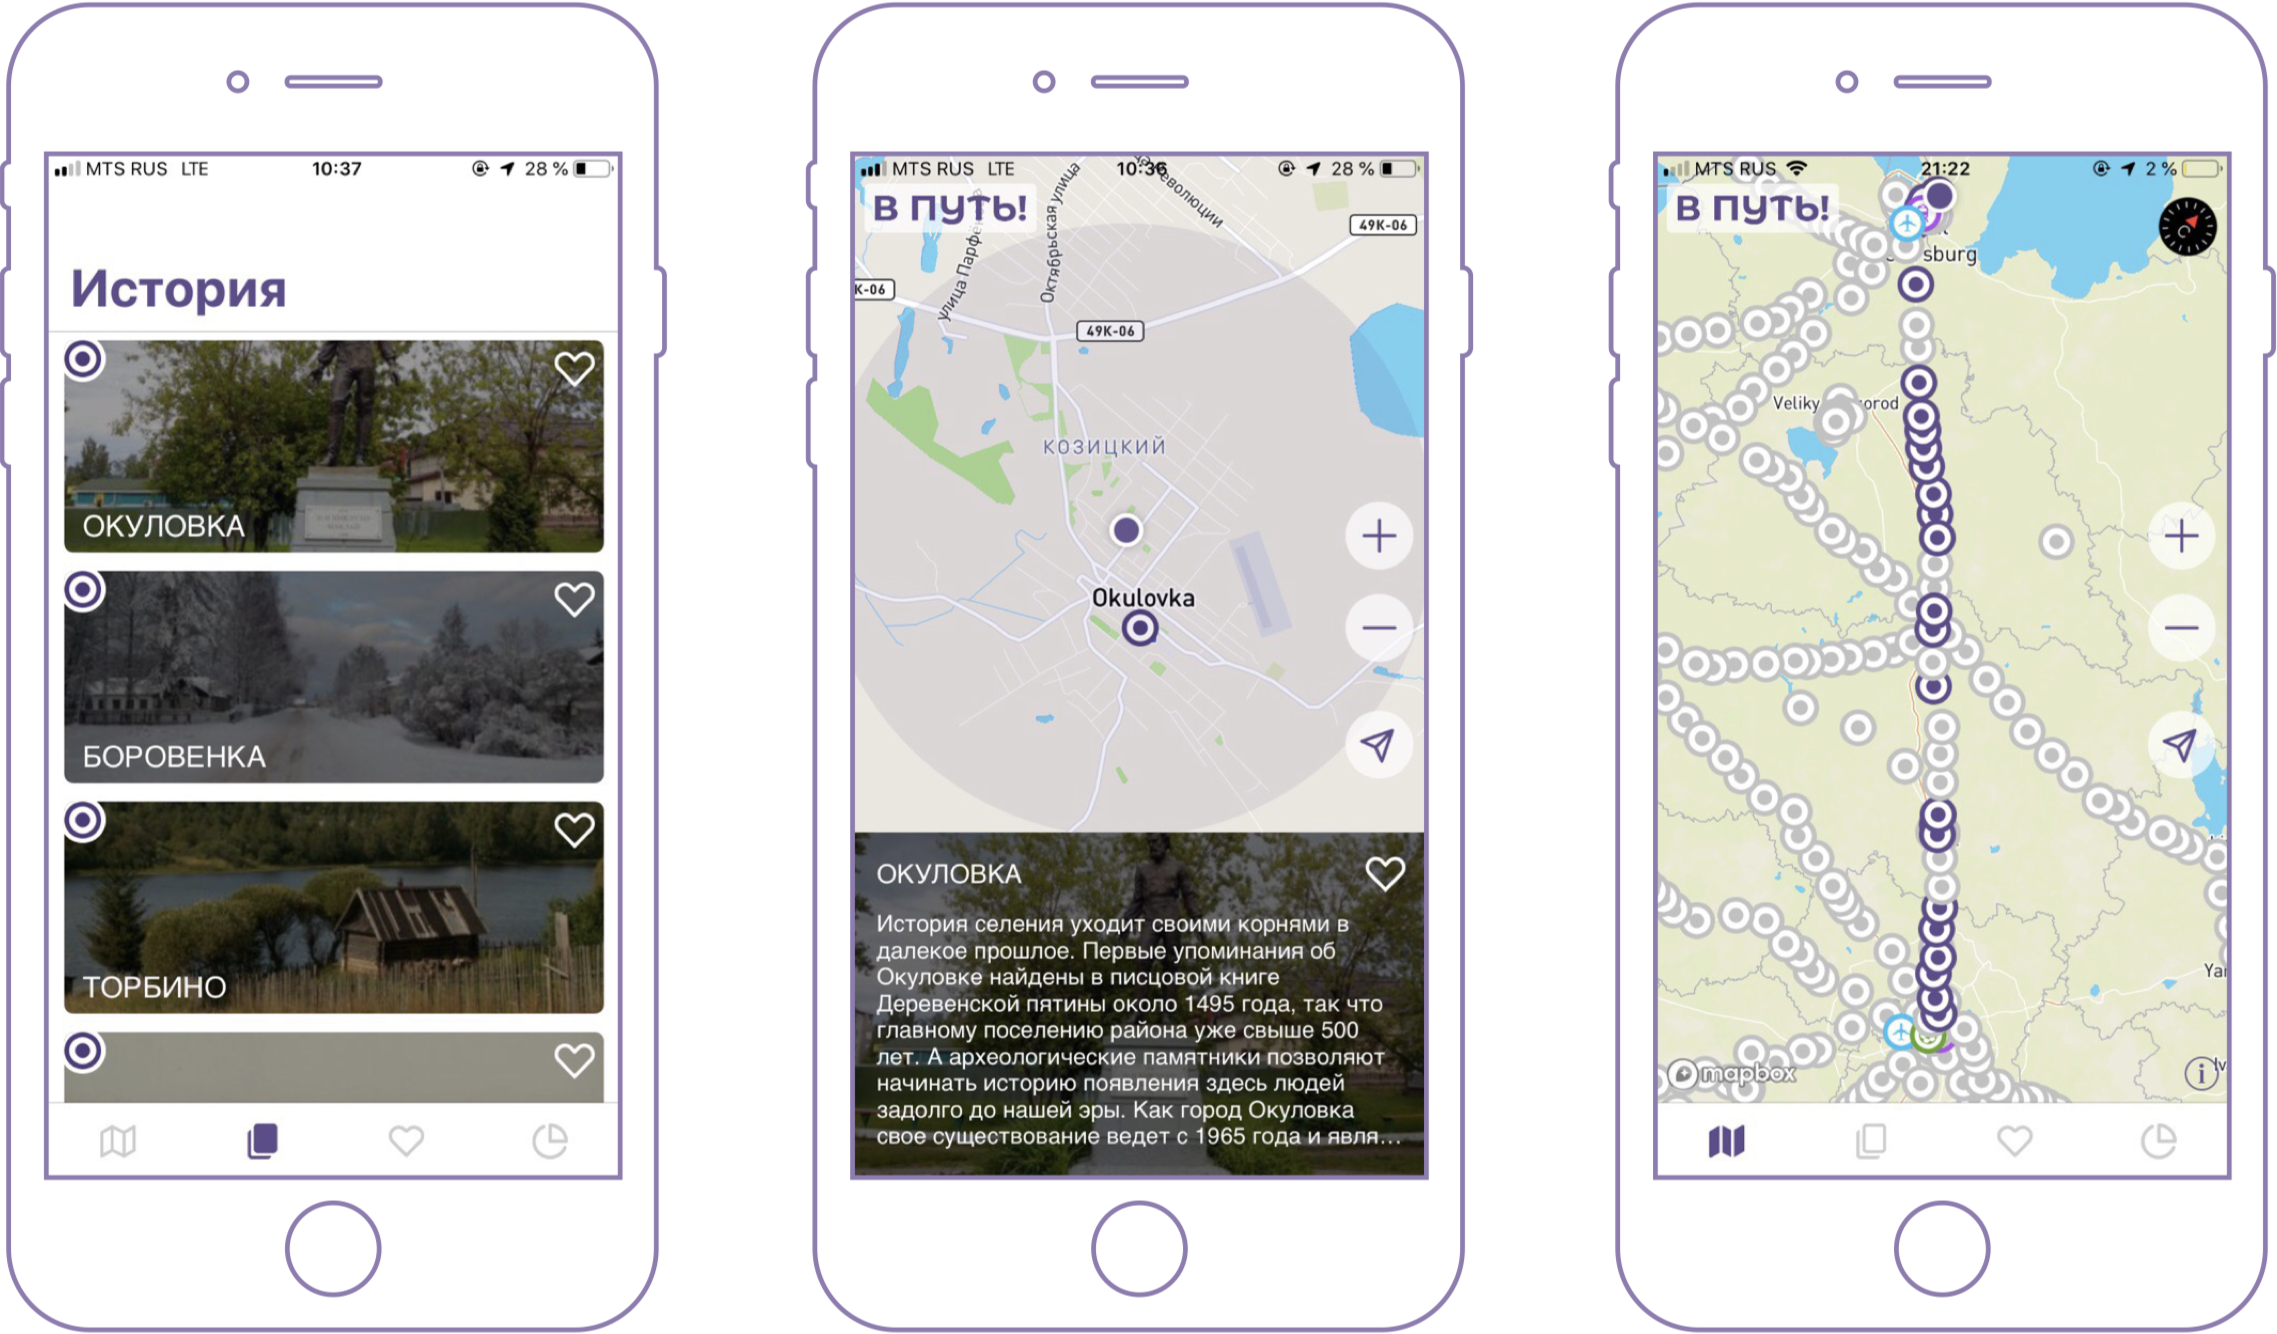 MTS RUS LTE 10:37 28 %
История
ОКУЛОВКА
БОРОВЕНКА
ТОРБИНО
MTS RUS LTE 10:36 28 %
В ПУТЬ!
улица Парфё
Октябрьская улица
еволюции
49К-06
К-06
49К-06
КОЗИЦКИЙ
Okulovka
ОКУЛОВКА
История селения уходит своими корнями в
далекое прошлое. Первые упоминания об
Окуловке найдены в писцовой книге
Деревенской пятины около 1495 года, так что
главному поселению района уже свыше 500
лет. А археологические памятники позволяют
начинать историю появления здесь людей
задолго до нашей эры. Как город Окуловка
свое существование ведет с 1965 года и явля...
MTS RUS 21:22 2 %
В ПУТЬ!
sburg
Veliky orod
Yar
mapbox